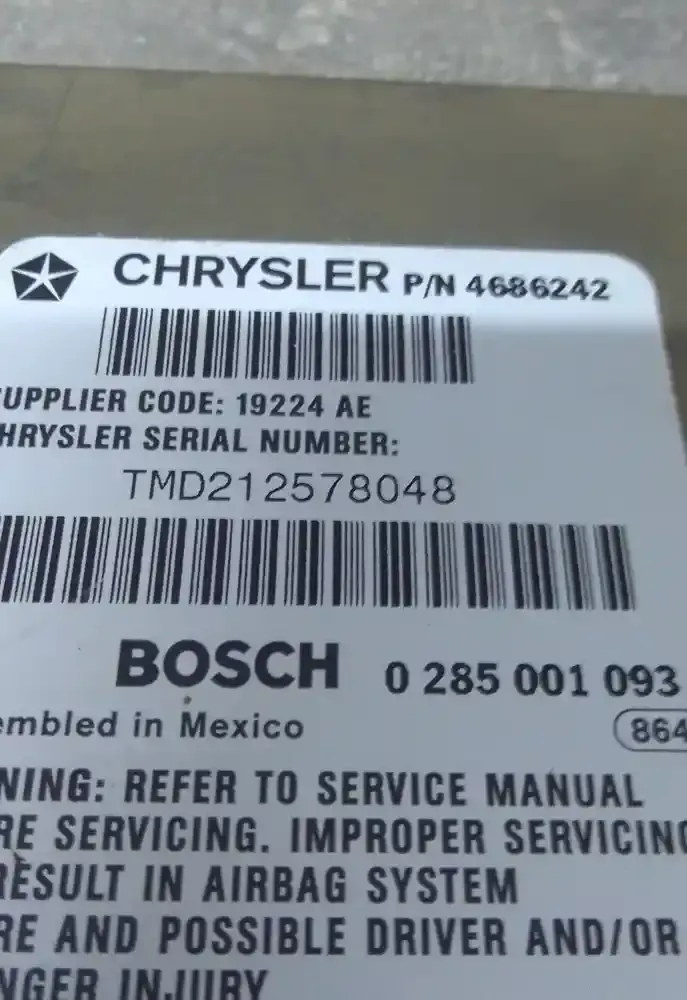 CHRYSLER P/N 4686242
UPPLIER CODE: 19224 AE
HRYSLER SERIAL NUMBER:
TMD212578048
BOSCH 0 285 001 093
embled in Mexico
864
NING: REFER TO SERVICE MANUAL
RE SERVICING. IMPROPER SERVICING
RESULT IN AIRBAG SYSTEM
RE AND POSSIBLE DRIVER AND/OR
NGER INJURY